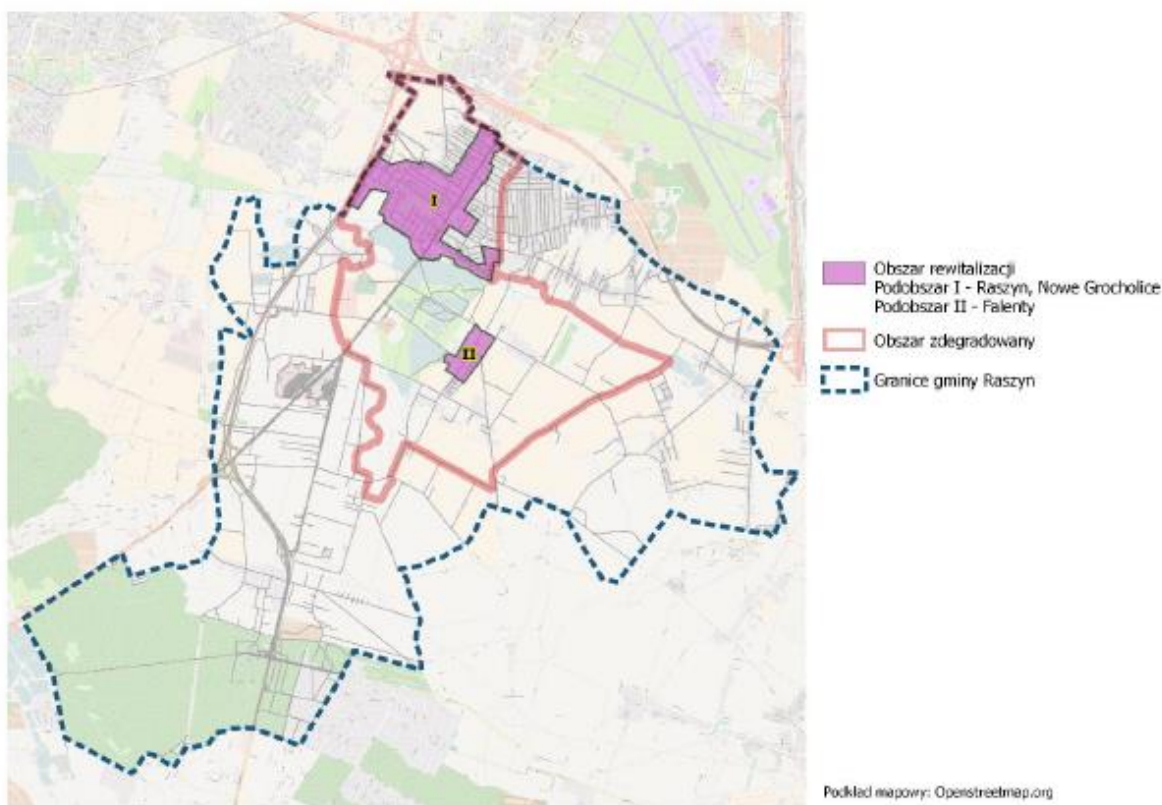 I
II
Obszar rewitalizacji
Podobszar I - Raszyn, Nowe Grocholice
Podobszar II - Falenty
Obszar zdegradowany
Granice gminy Raszyn
Podkład mapowy: Openstreetmap.org